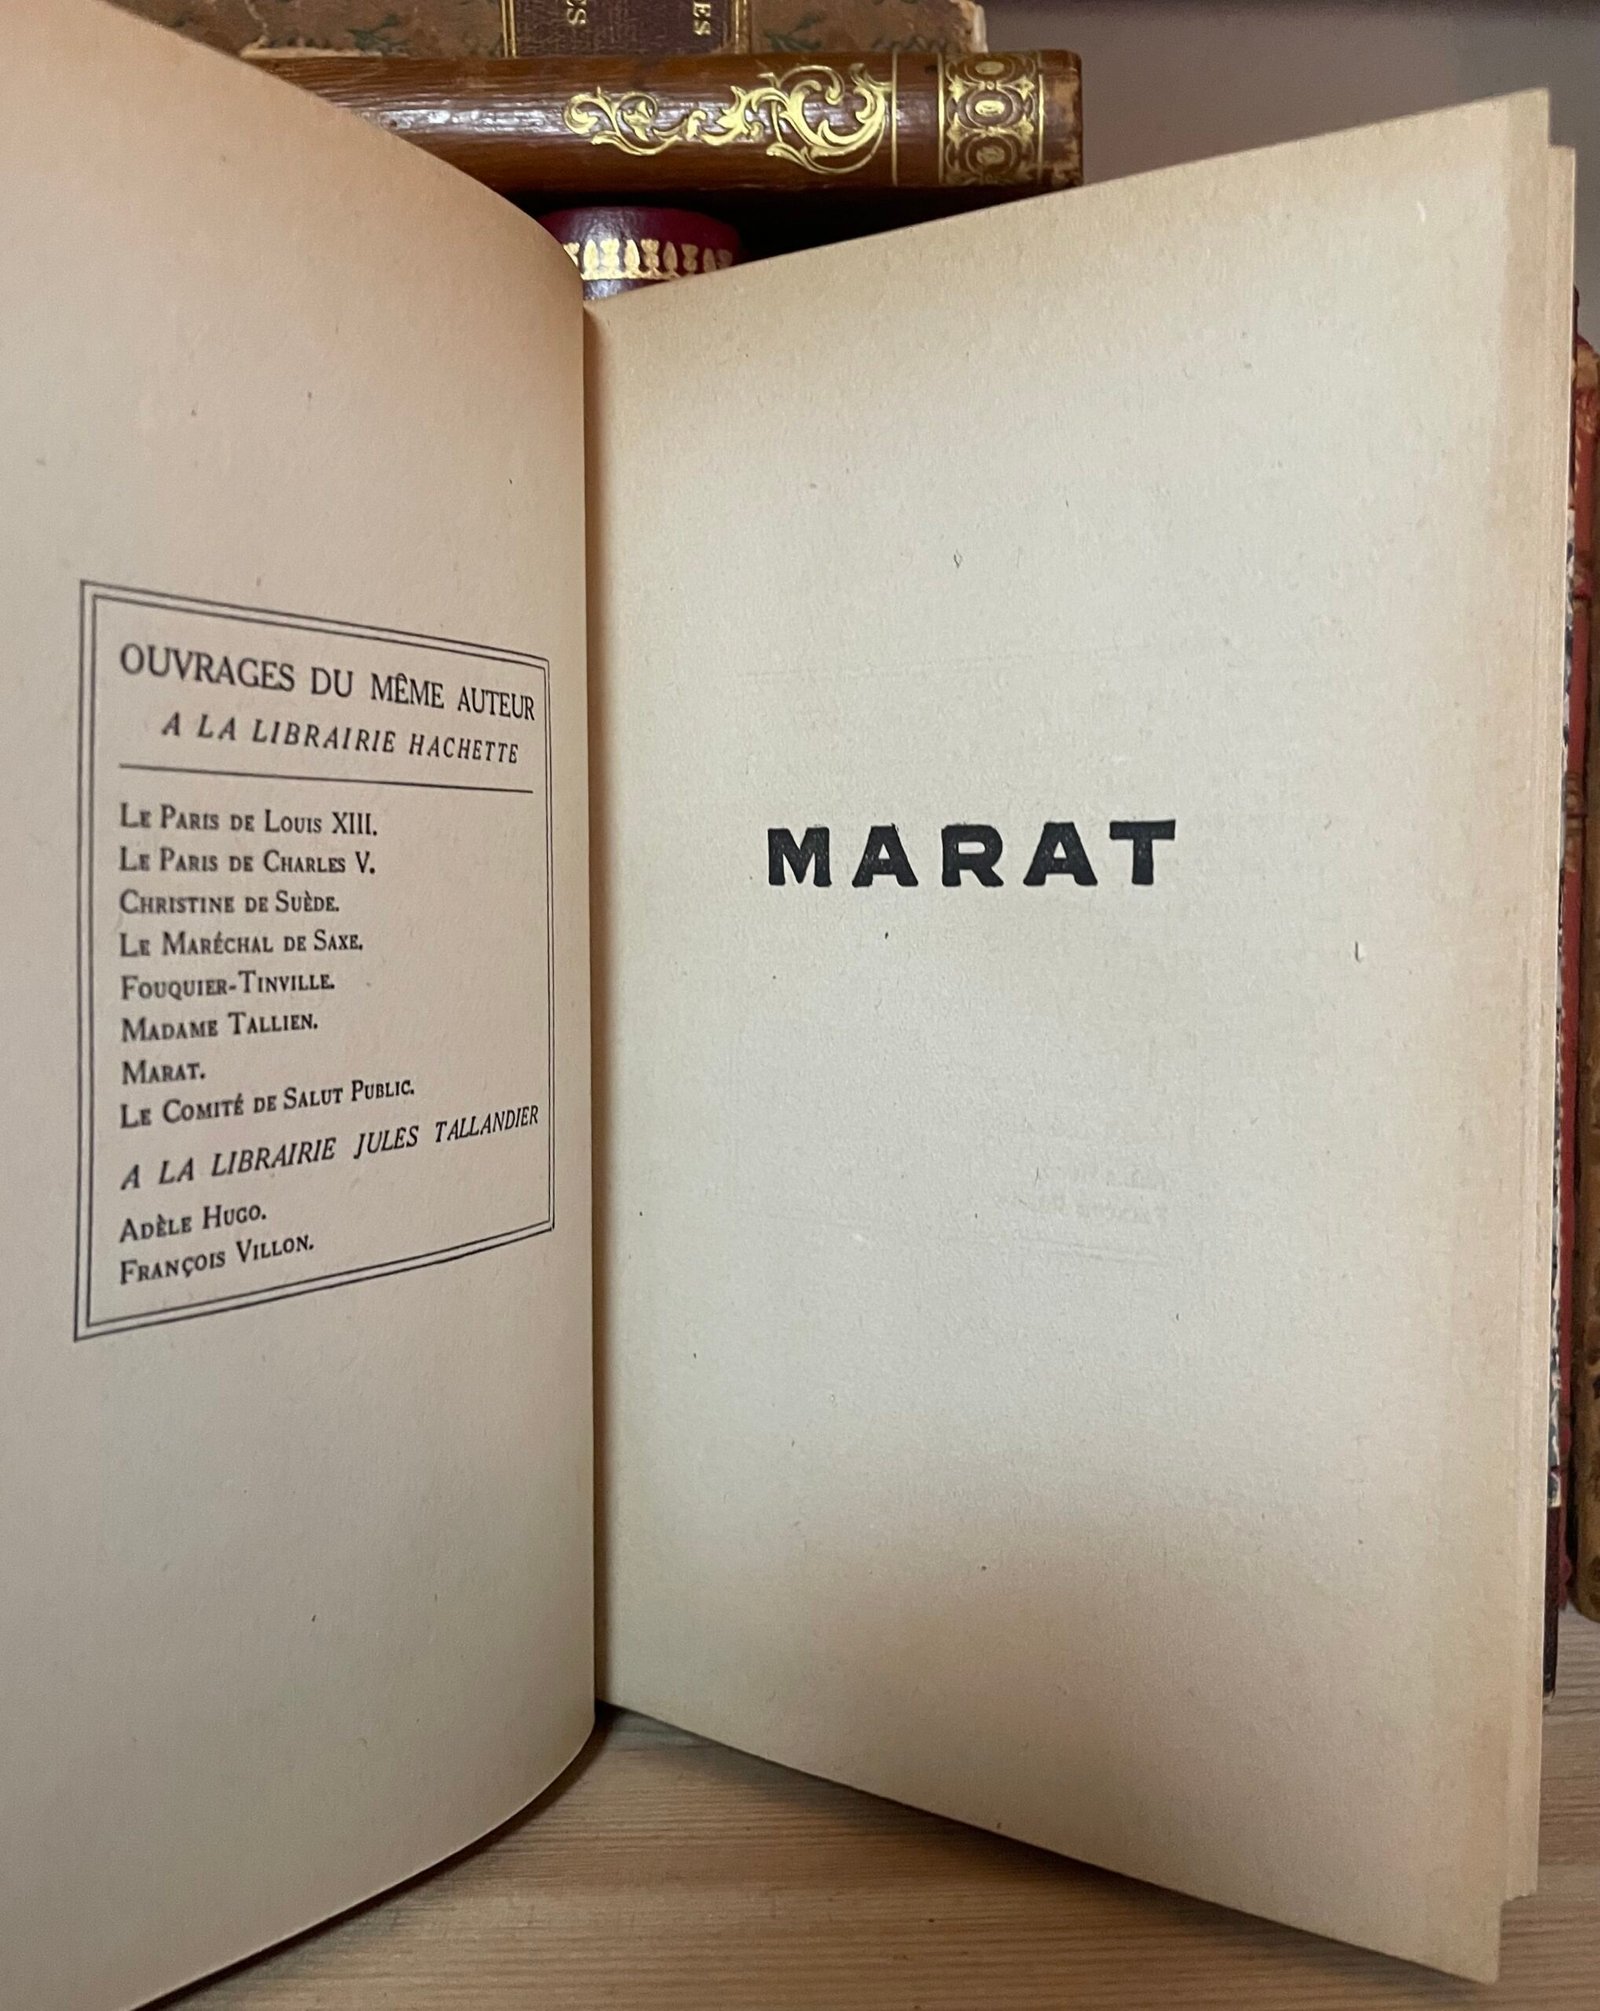 ES
ES
OUVRAGES DU MÊME AUTEUR
A LA LIBRAIRIE HACHETTE
LE PARIS DE LOUIS XIII.
LE PARIS DE CHARLES V.
CHRISTINE DE SUÈDE.
LE MARÉCHAL DE SAXE.
FOUQUIER-TINVILLE.
MADAME TALLIEN.
MARAT.
LE COMITÉ DE SALUT PUBLIC.
A LA LIBRAIRIE JULES TALLANDIER
ADÈLE HUGO.
FRANÇOIS VILLON.
MARAT